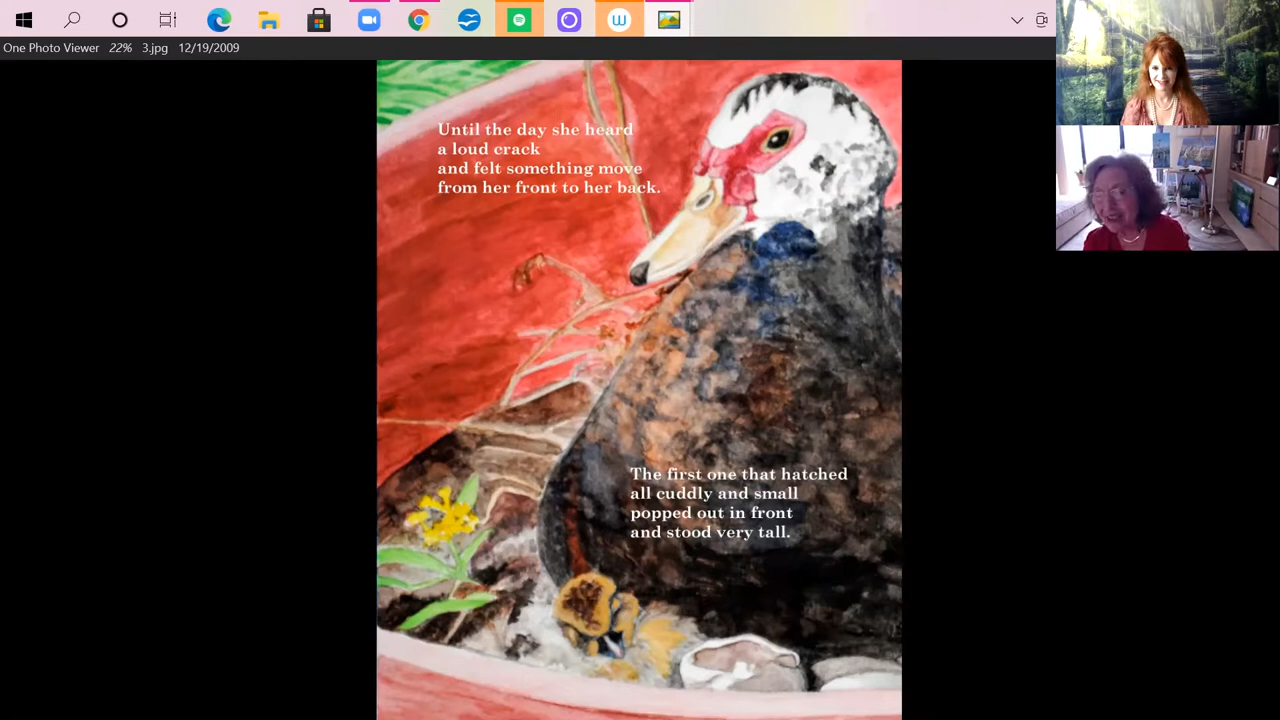 One Photo Viewer 22% 3.jpg 12/19/2009
Until the day she heard
a loud crack
and felt something move
from her front to her back.
The first one that hatched
all cuddly and small
popped out in front
and stood very tall.